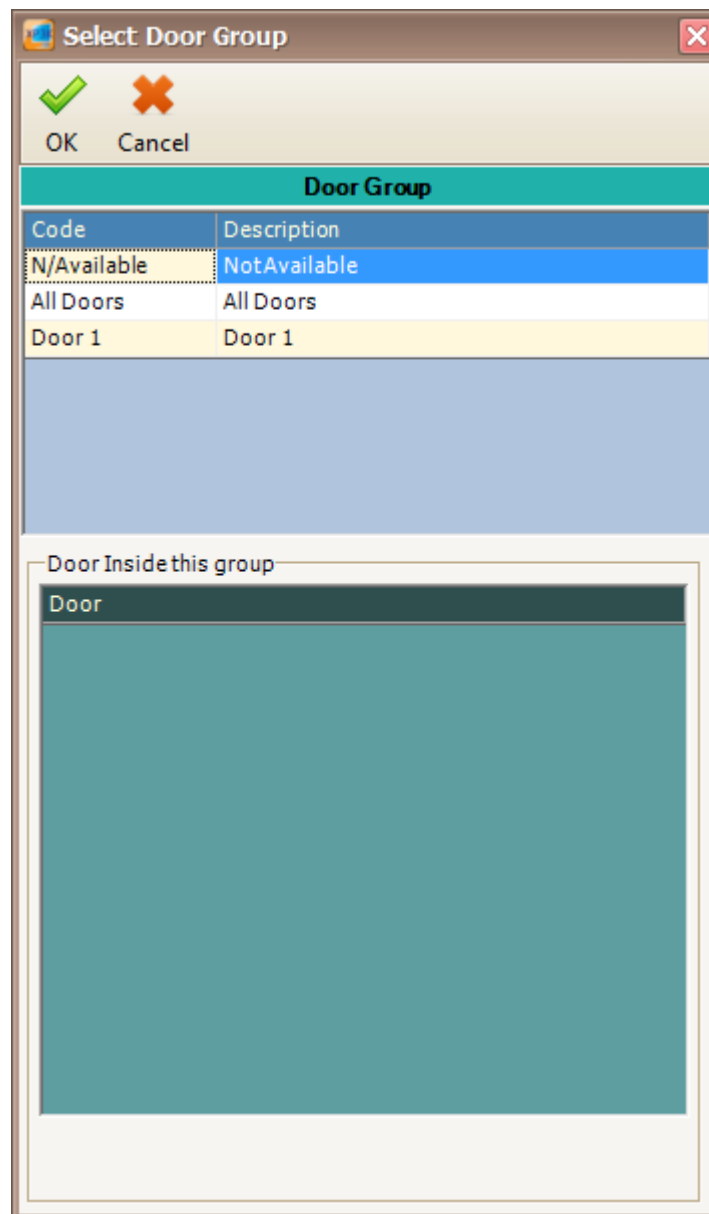 Select Door Group
OK Cancel
Door Group
Code Description
N/Available NotAvailable
All Doors All Doors
Door 1 Door 1
Door Inside this group
Door